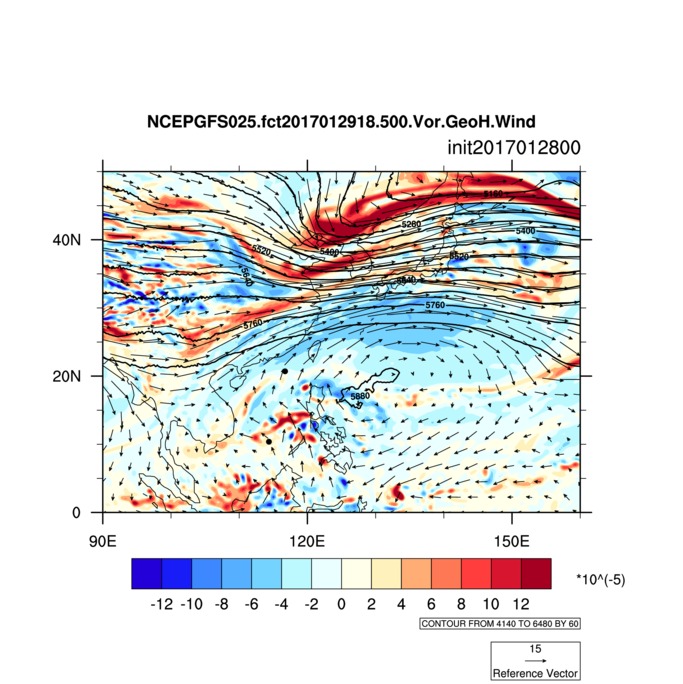 NCEPGFS025.fct2017012918.500.Vor.GeoH.Wind
init2017012800
5160
5280
5400
5400
5520
5520
5640
5640
5760
5760
5880
40N
20N
0
90E 120E 150E
-12 -10 -8 -6 -4 -2 0 2 4 6 8 10 12
*10^(-5)
CONTOUR FROM 4140 TO 6480 BY 60
15
Reference Vector